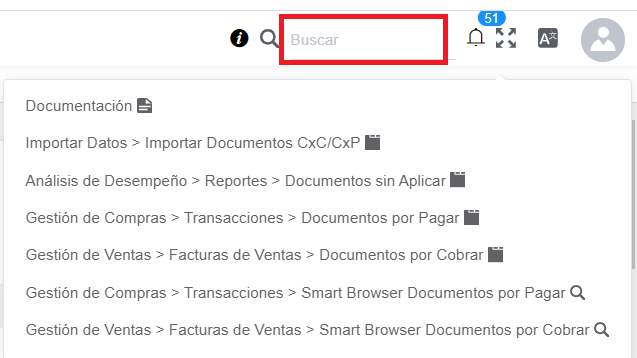 51
Buscar
Documentación
Importar Datos > Importar Documentos CxC/CxP
Análisis de Desempeño > Reportes > Documentos sin Aplicar
Gestión de Compras > Transacciones > Documentos por Pagar
Gestión de Ventas > Facturas de Ventas > Documentos por Cobrar
Gestión de Compras > Transacciones > Smart Browser Documentos por Pagar
Gestión de Ventas > Facturas de Ventas > Smart Browser Documentos por Cobrar